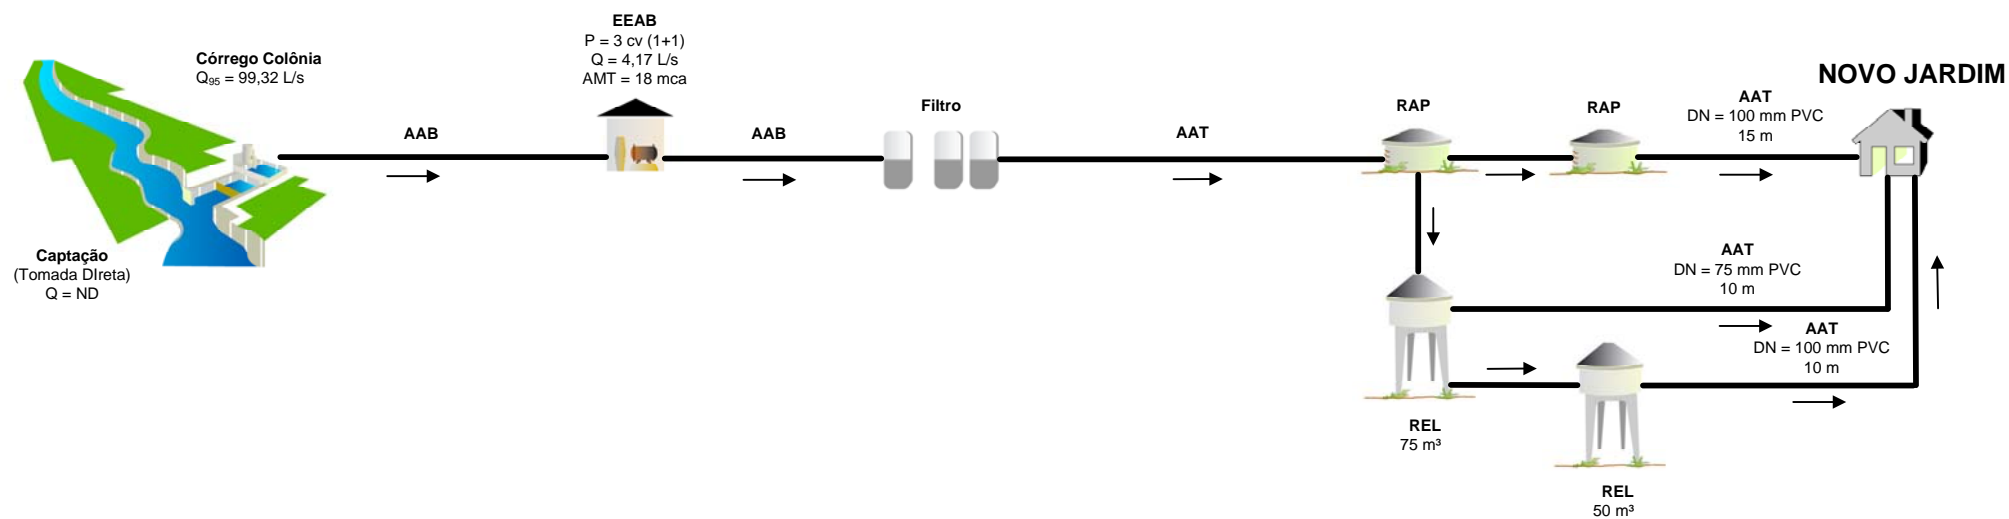 EEAB
P = 3 cv (1+1)
Q = 4,17 L/s
AMT = 18 mca
Córrego Colônia
Q₉₅ = 99,32 L/s
NOVO JARDIM
Filtro
RAP
RAP
AAT
DN = 100 mm PVC
15 m
AAB
AAB
AAT
Captação
(Tomada DIreta)
Q = ND
AAT
DN = 75 mm PVC
10 m
AAT
DN = 100 mm PVC
10 m
REL
75 m³
REL
50 m³